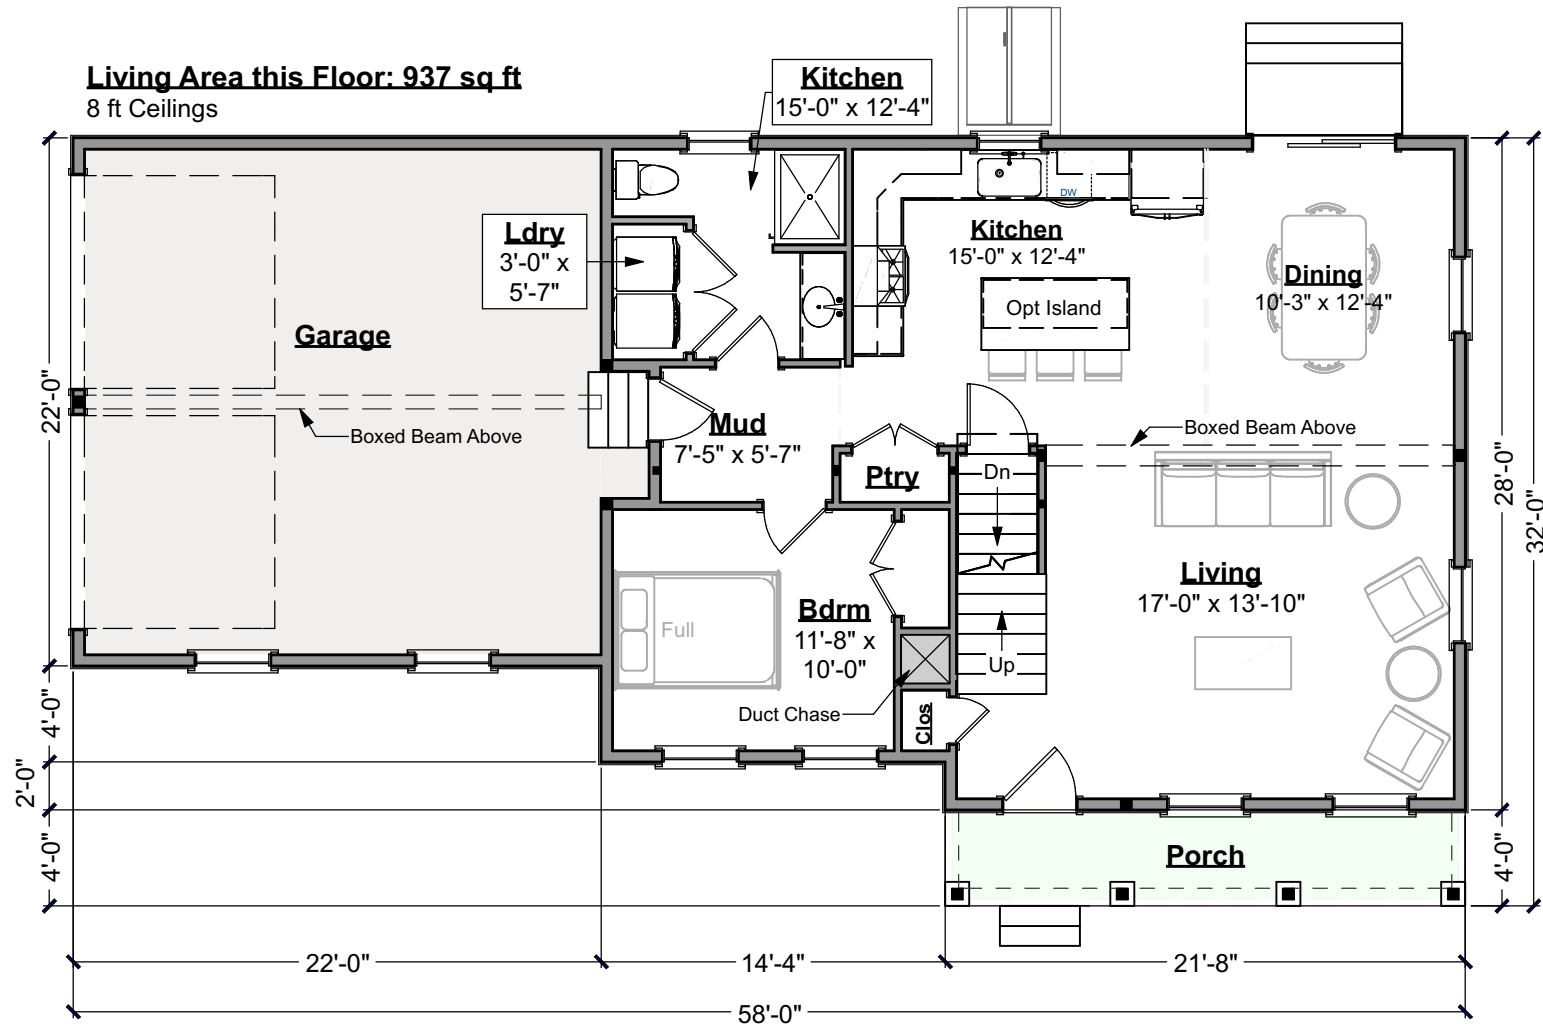 Living Area this Floor: 937 sq ft
8 ft Ceilings
Kitchen
15'-0" x 12'-4"
Ldry
3'-0" x
5'-7"
DW
Kitchen
15'-0" x 12'-4"
Opt Island
Dining
10'-3" x 12'-4"
Garage
Boxed Beam Above
Mud
7'-5" x 5'-7"
Ptry
Dn
Boxed Beam Above
Living
17'-0" x 13'-10"
Full
Bdrm
11'-8" x
10'-0"
Up
Duct Chase
Clos
Porch
22'-0"
4'-0"
2'-0"
4'-0"
28'-0"
32'-0"
4'-0"
22'-0"
14'-4"
21'-8"
58'-0"